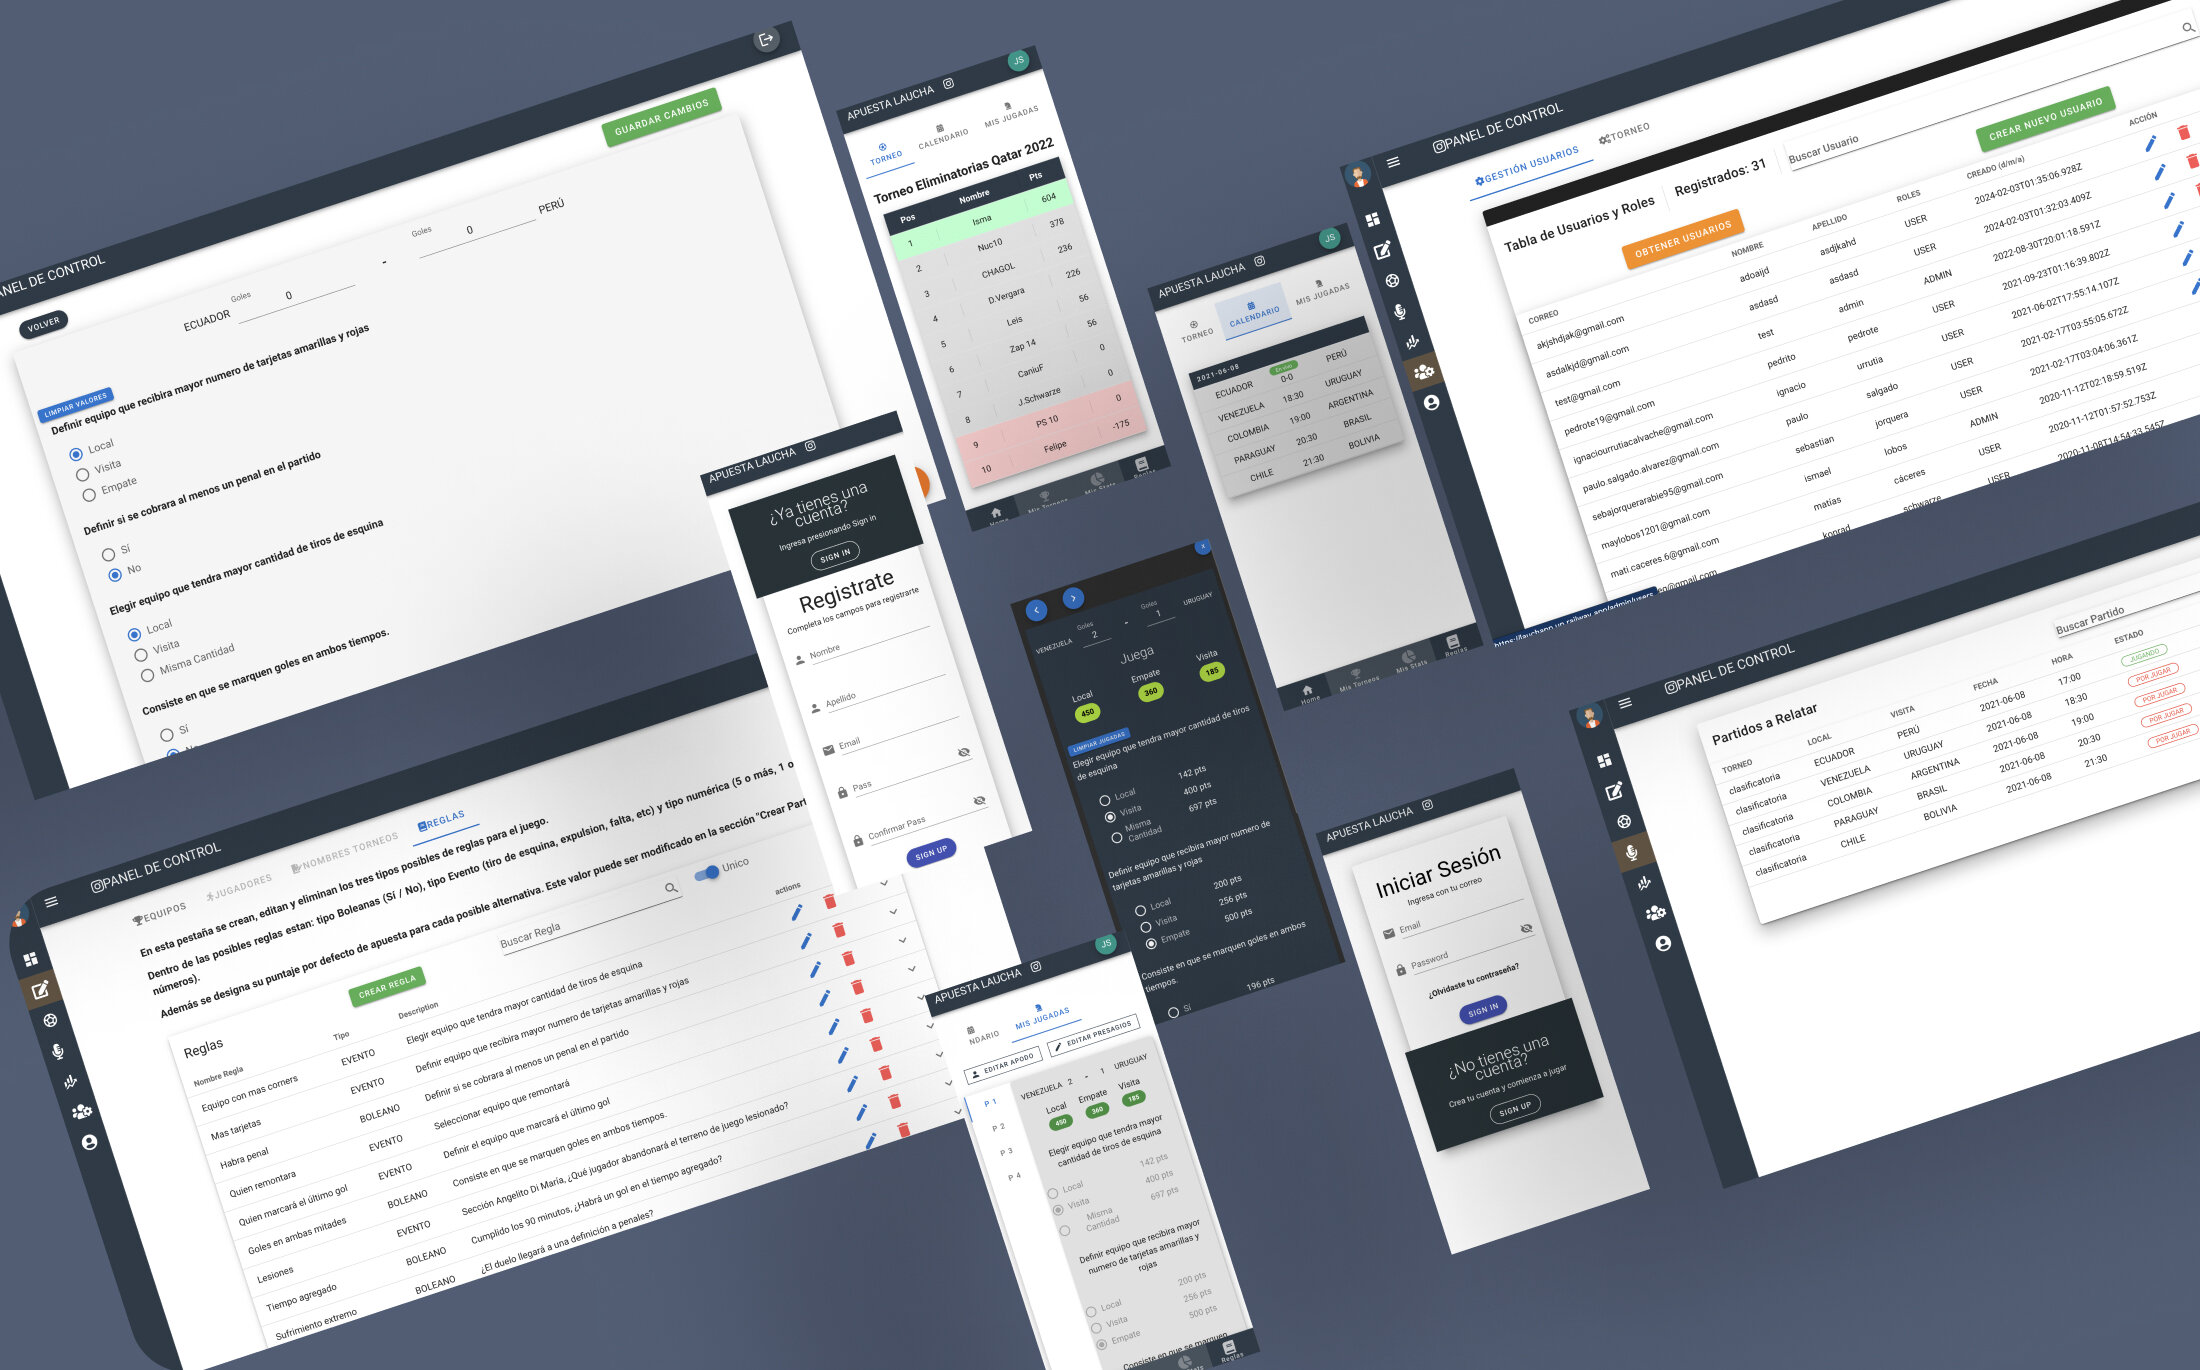 PANEL DE CONTROL
GUARDAR CAMBIOS
VOLVER
ECUADOR Goles 0 - Goles 0 PERÚ
LIMPIAR VALORES
Definir equipo que recibira mayor numero de tarjetas amarillas y rojas
Local
Visita
Empate
Definir si se cobrara al menos un penal en el partido
Sí
No
Elegir equipo que tendra mayor cantidad de tiros de esquina
Local
Visita
Misma Cantidad
Consiste en que se marquen goles en ambos tiempos.
Sí
No
APUESTA LAUCHA JS
TORNEO CALENDARIO MIS JUGADAS
Torneo Eliminatorias Qatar 2022
Pos Nombre Pts
1 Isma 604
2 Nuc10 378
3 CHAGOL 236
4 D.Vergara 226
5 Leis 56
6 Zap 14 56
7 CaniuF 0
8 J.Schwarze 0
9 PS 10 0
10 Felipe -175
Home Mis Torneos Mis Stats Reglas
APUESTA LAUCHA JS
TORNEO CALENDARIO MIS JUGADAS
2021-06-08
En vivo
ECUADOR 0-0 PERÚ
VENEZUELA 18:30 URUGUAY
COLOMBIA 19:00 ARGENTINA
PARAGUAY 20:30 BRASIL
CHILE 21:30 BOLIVIA
Home Mis Torneos Mis Stats Reglas
PANEL DE CONTROL
GESTIÓN USUARIOS TORNEO
Tabla de Usuarios y Roles Registrados: 31 Buscar Usuario
OBTENER USUARIOS CREAR NUEVO USUARIO
CORREO NOMBRE APELLIDO ROLES CREADO (d/m/a) ACCIÓN
akjshdjak@gmail.com adoaijd asdjkahd USER 2024-02-03T01:35:06.928Z
asdalkjd@gmail.com asdasd asdasd USER 2024-02-03T01:32:03.409Z
test@gmail.com test admin ADMIN 2022-08-30T20:01:18.591Z
pedrote19@gmail.com pedrito pedrote USER 2021-09-23T01:16:39.802Z
ignaciourrutiacalvache@gmail.com ignacio urrutia USER 2021-06-02T17:55:14.107Z
paulo.salgado.alvarez@gmail.com paulo salgado USER 2021-02-17T03:55:05.672Z
sebajorquerarabie95@gmail.com sebastian jorquera USER 2021-02-17T03:04:06.361Z
maylobos1201@gmail.com ismael lobos ADMIN 2020-11-12T02:18:59.519Z
mati.caceres.6@gmail.com matias cáceres USER 2020-11-12T01:57:52.753Z
konrad schwarze USER 2020-11-08T14:54:33.545Z
APUESTA LAUCHA
¿Ya tienes una
cuenta?
Ingresa presionando Sign in
SIGN IN
Registrate
Completa los campos para registrarte
Nombre
Apellido
Email
Pass
Confirmar Pass
SIGN UP
x
VENEZUELA Goles 2 - Goles 1 URUGUAY
Juega
Local Empate Visita
450 360 185
LIMPIAR JUGADAS
Elegir equipo que tendra mayor cantidad de tiros
de esquina
Local 142 pts
Visita 400 pts
Misma Cantidad 697 pts
Definir equipo que recibira mayor numero de
tarjetas amarillas y rojas
Local 200 pts
Visita 256 pts
Empate 500 pts
Consiste en que se marquen goles en ambos
tiempos.
Sí 196 pts
PANEL DE CONTROL
Partidos a Relatar Buscar Partido
TORNEO LOCAL VISITA FECHA HORA ESTADO
clasificatoria ECUADOR PERÚ 2021-06-08 17:00 JUGANDO
clasificatoria VENEZUELA URUGUAY 2021-06-08 18:30 POR JUGAR
clasificatoria COLOMBIA ARGENTINA 2021-06-08 19:00 POR JUGAR
clasificatoria PARAGUAY BRASIL 2021-06-08 20:30 POR JUGAR
clasificatoria CHILE BOLIVIA 2021-06-08 21:30 POR JUGAR
PANEL DE CONTROL
EQUIPOS JUGADORES NOMBRES TORNEOS REGLAS
En esta pestaña se crean, editan y eliminan los tres tipos posibles de reglas para el juego.
Dentro de las posibles reglas estan: tipo Boleanas (Sí / No), tipo Evento (tiro de esquina, expulsion, falta, etc) y tipo numérica (5 o más, 1 o
números).
Además se designa su puntaje por defecto de apuesta para cada posible alternativa. Este valor puede ser modificado en la sección "Crear Part
CREAR REGLA Buscar Regla Unico
Reglas
Nombre Regla Tipo Description actions
Equipo con mas corners EVENTO Elegir equipo que tendra mayor cantidad de tiros de esquina
Mas tarjetas EVENTO Definir equipo que recibira mayor numero de tarjetas amarillas y rojas
Habra penal BOLEANO Definir si se cobrara al menos un penal en el partido
Quien remontara EVENTO Seleccionar equipo que remontará
Quien marcará el último gol EVENTO Definir el equipo que marcará el último gol
Goles en ambas mitades BOLEANO Consiste en que se marquen goles en ambos tiempos.
Lesiones EVENTO Sección Angelito Di María, ¿Qué jugador abandonará el terreno de juego lesionado?
Tiempo agregado BOLEANO Cumplido los 90 minutos, ¿Habrá un gol en el tiempo agregado?
Sufrimiento extremo BOLEANO ¿El duelo llegará a una definición a penales?
APUESTA LAUCHA JS
NDARIO MIS JUGADAS
EDITAR APODO EDITAR PRESAGIOS
P 1
P 2
P 3
P 4
VENEZUELA 2 - 1 URUGUAY
Local Empate Visita
450 360 185
Elegir equipo que tendra mayor
cantidad de tiros de esquina
Local 142 pts
Visita 400 pts
Misma Cantidad 697 pts
Definir equipo que recibira mayor
numero de tarjetas amarillas y
rojas
Local 200 pts
Visita 256 pts
Empate 500 pts
Consiste en que se marquen
Reglas
APUESTA LAUCHA
Iniciar Sesión
Ingresa con tu correo
Email
Password
¿Olvidaste tu contraseña?
SIGN IN
¿No tienes una
cuenta?
Crea tu cuenta y comienza a jugar
SIGN UP